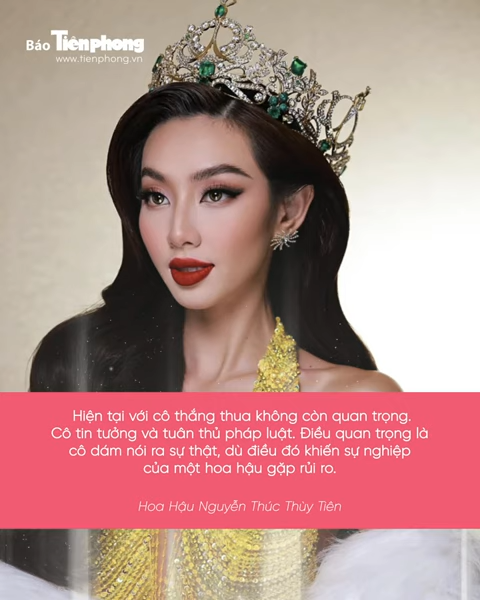 Báo Tiềnphong
www.tienphong.vn
Hiện tại với cô thắng thua không còn quan trọng.
Cô tin tưởng và tuân thủ pháp luật. Điều quan trọng là
cô dám nói ra sự thật, dù điều đó khiến sự nghiệp
của một hoa hậu gặp rủi ro.
Hoa Hậu Nguyễn Thúc Thùy Tiên